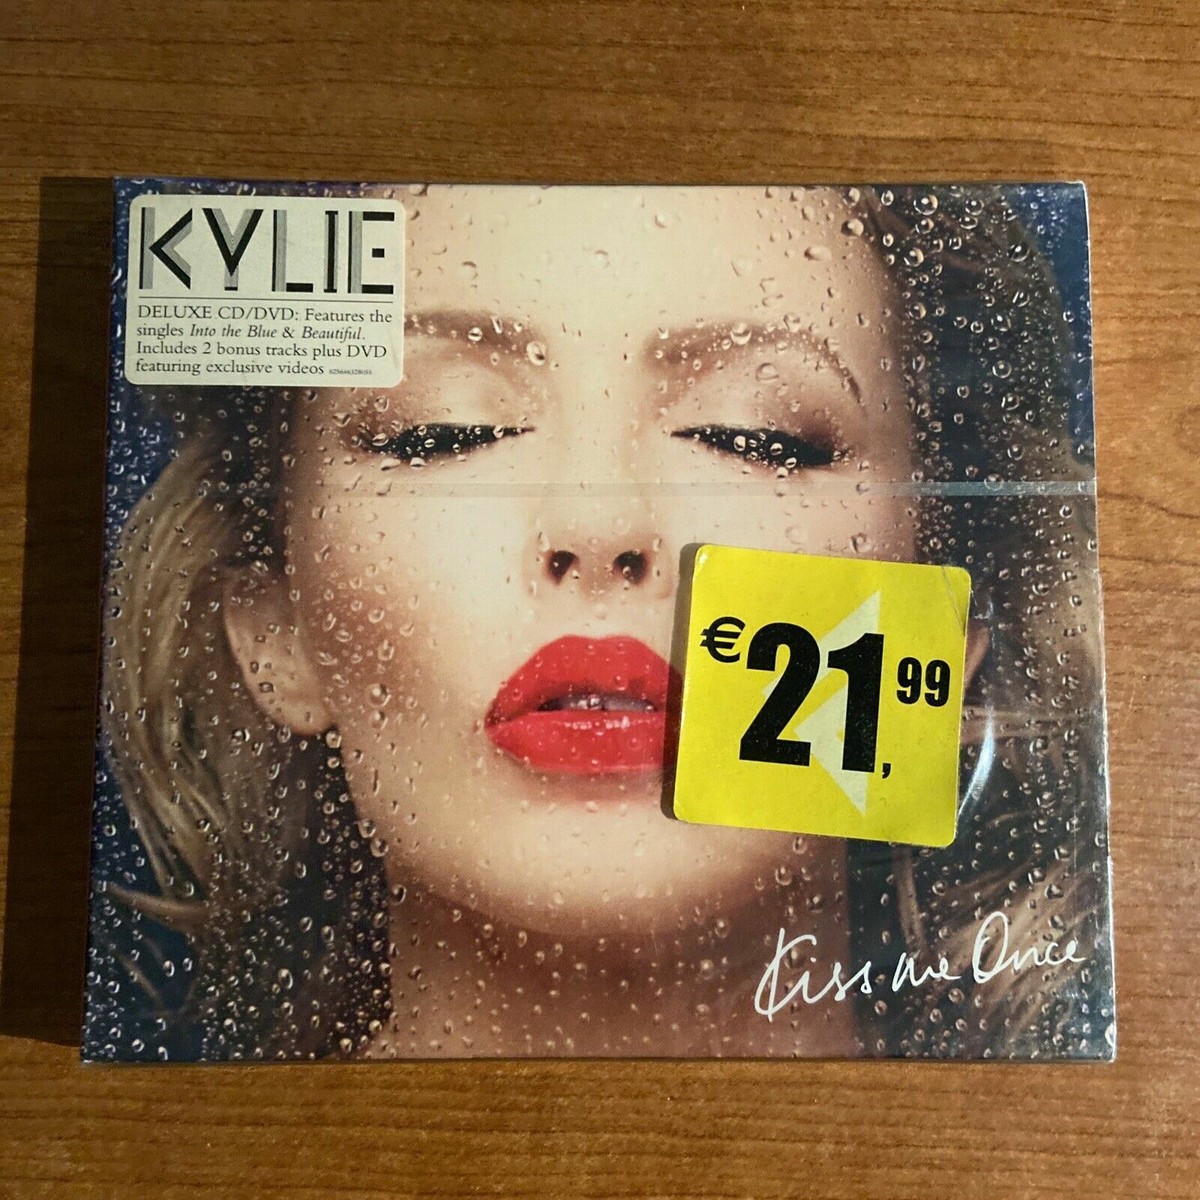 KYLIE
DELUXE CD/DVD: Features the
singles Into the Blue & Beautiful.
Includes 2 bonus tracks plus DVD
featuring exclusive videos
€21,99
Kiss me Once